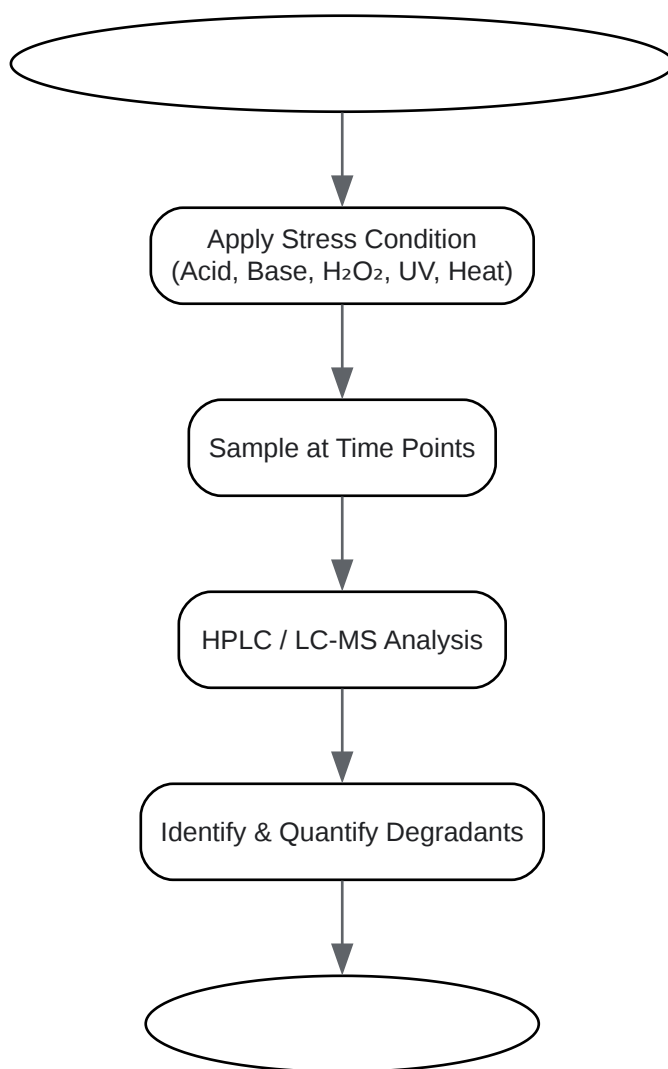 Apply Stress Condition
(Acid, Base, H₂O₂, UV, Heat)
Sample at Time Points
HPLC / LC-MS Analysis
Identify & Quantify Degradants